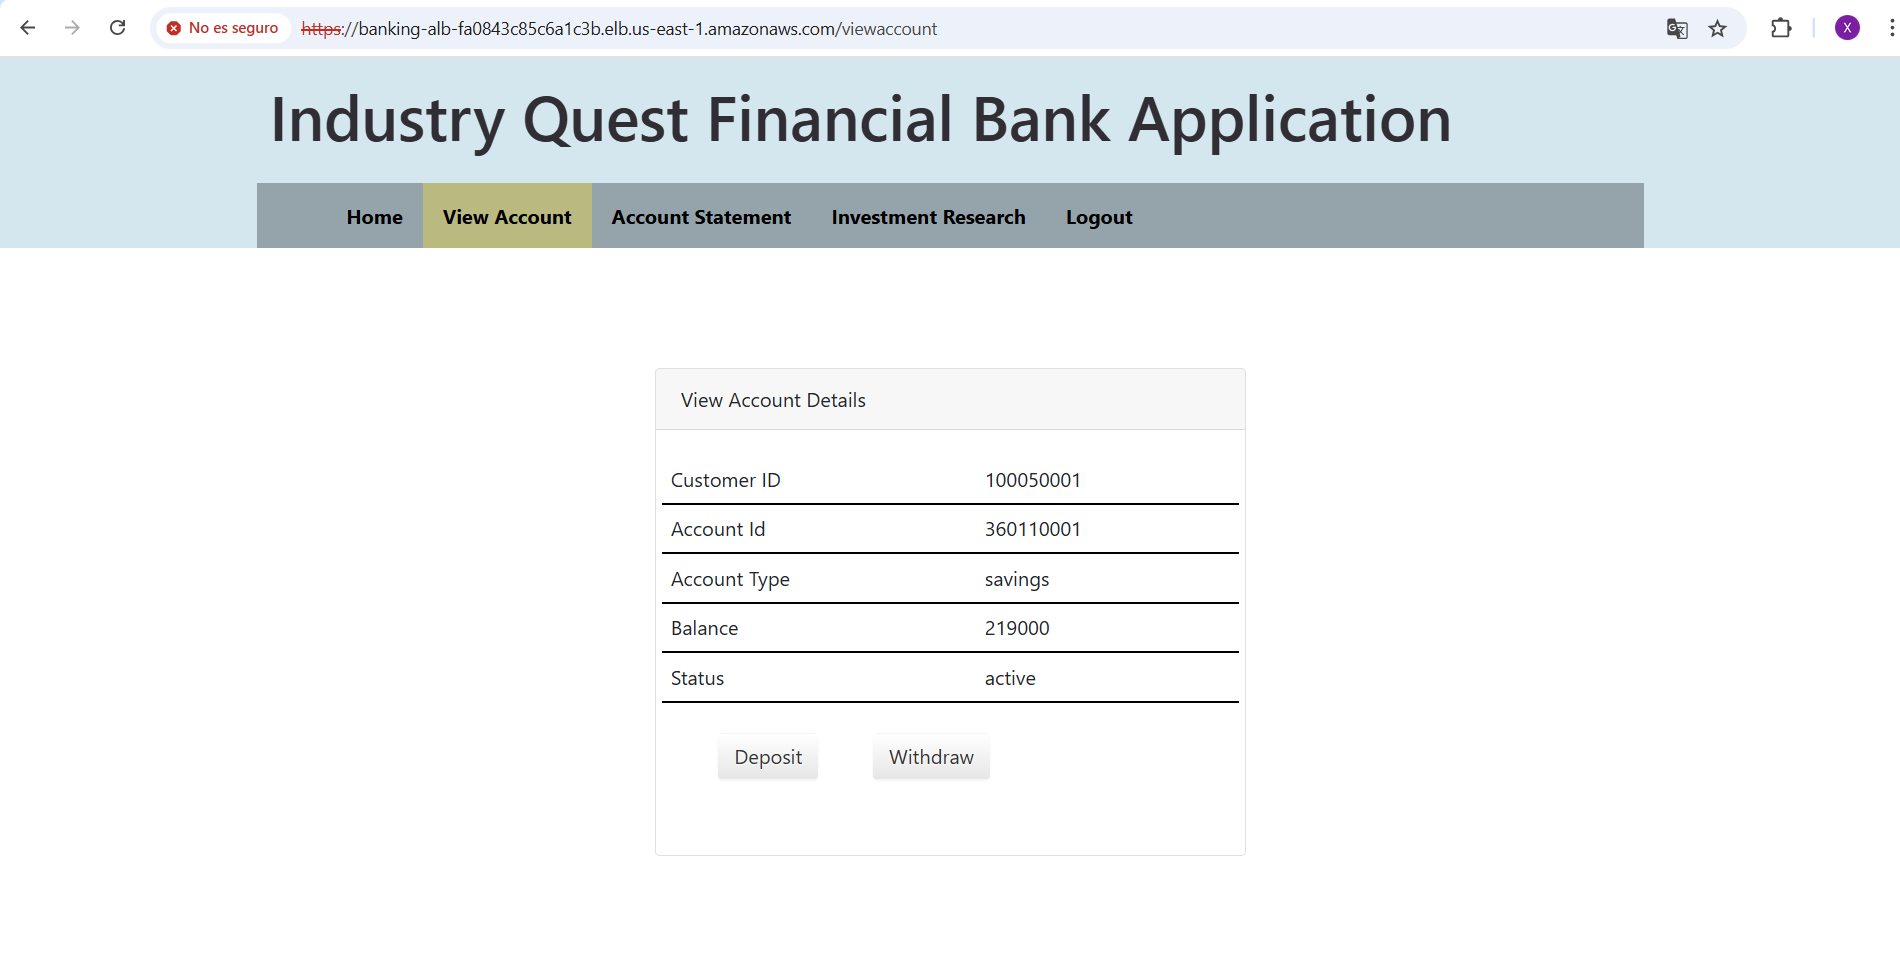 No es seguro https://banking-alb-fa0843c85c6a1c3b.elb.us-east-1.amazonaws.com/viewaccount X
Industry Quest Financial Bank Application
Home View Account Account Statement Investment Research Logout
View Account Details
Customer ID 100050001
Account Id 360110001
Account Type savings
Balance 219000
Status active
Deposit Withdraw